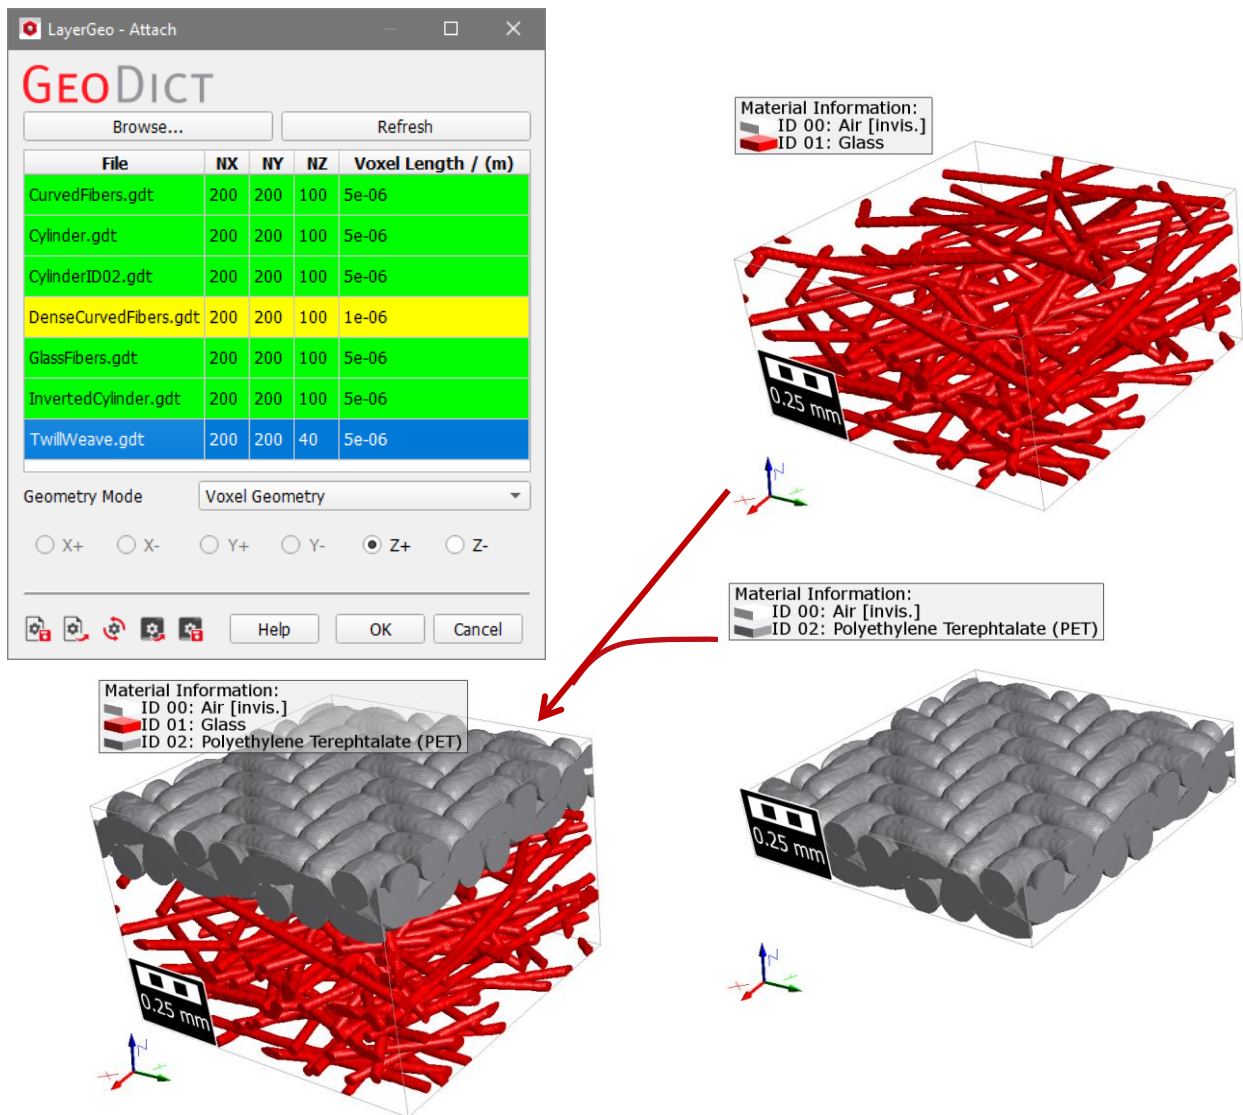 LayerGeo - Attach
GEODICT
Browse... Refresh
File NX NY NZ Voxel Length / (m)
CurvedFibers.gdt 200 200 100 5e-06
Cylinder.gdt 200 200 100 5e-06
CylinderID02.gdt 200 200 100 5e-06
DenseCurvedFibers.gdt 200 200 100 1e-06
GlassFibers.gdt 200 200 100 5e-06
InvertedCylinder.gdt 200 200 100 5e-06
TwillWeave.gdt 200 200 40 5e-06
Geometry Mode Voxel Geometry
X+ X- Y+ Y- Z+ Z-
Help OK Cancel
Material Information:
ID 00: Air [invis.]
ID 01: Glass
0.25 mm
Z
X Y
Material Information:
ID 00: Air [invis.]
ID 02: Polyethylene Terephtalate (PET)
0.25 mm
Z
X Y
Material Information:
ID 00: Air [invis.]
ID 01: Glass
ID 02: Polyethylene Terephtalate (PET)
0.25 mm
Z
X Y